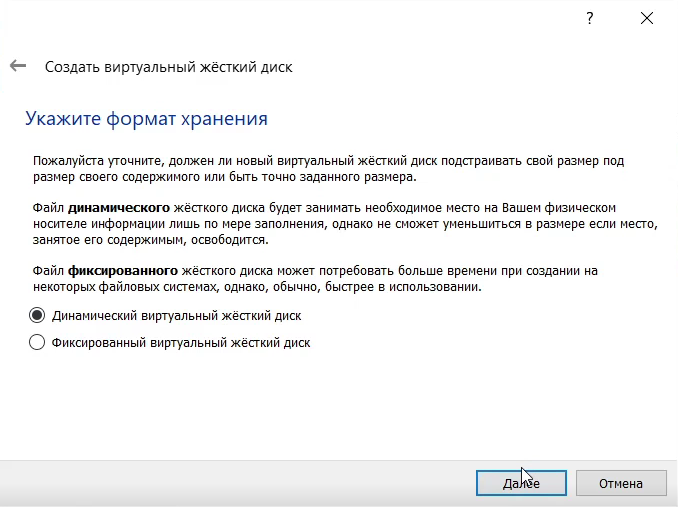 ?
Создать виртуальный жёсткий диск
Укажите формат хранения
Пожалуйста уточните, должен ли новый виртуальный жёсткий диск подстраивать свой размер под
размер своего содержимого или быть точно заданного размера.
Файл динамического жёсткого диска будет занимать необходимое место на Вашем физическом
носителе информации лишь по мере заполнения, однако не сможет уменьшиться в размере если место,
занятое его содержимым, освободится.
Файл фиксированного жёсткого диска может потребовать больше времени при создании на
некоторых файловых системах, однако, обычно, быстрее в использовании.
Динамический виртуальный жёсткий диск
Фиксированный виртуальный жёсткий диск
Далее Отмена